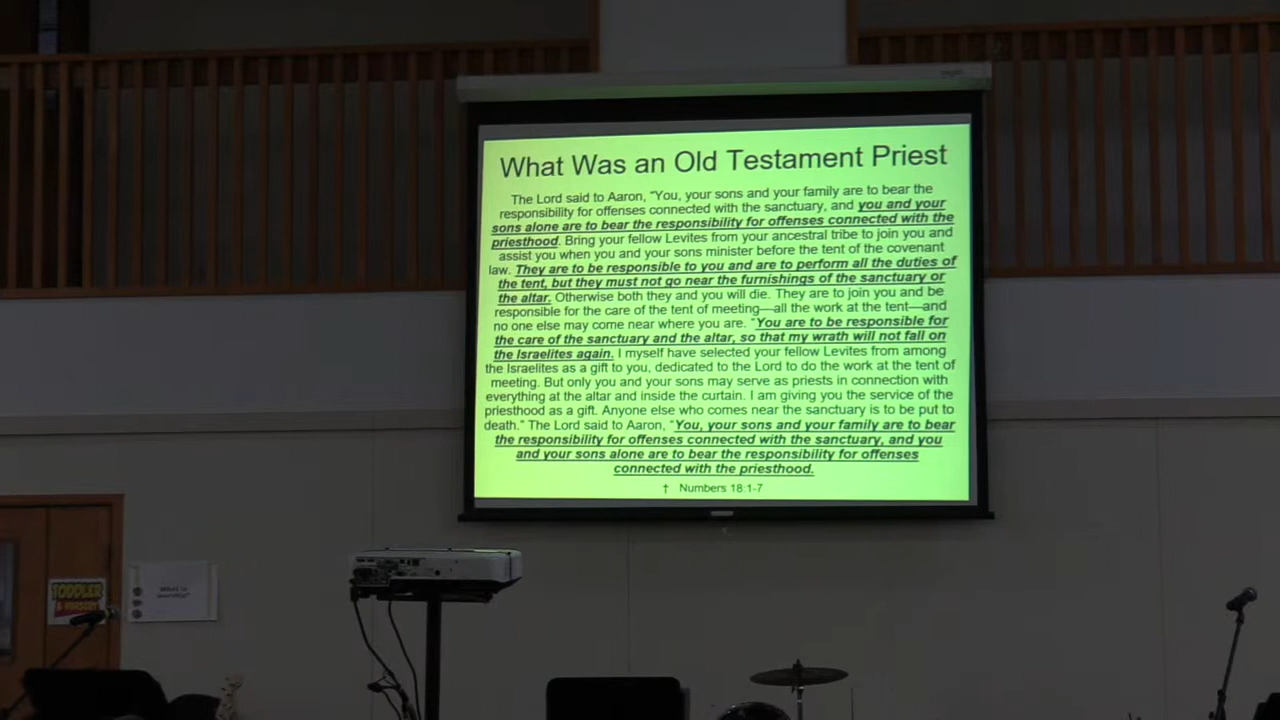 What Was an Old Testament Priest
The Lord said to Aaron, “You, your sons and your family are to bear the
responsibility for offenses connected with the sanctuary, and you and your
sons alone are to bear the responsibility for offenses connected with the
priesthood. Bring your fellow Levites from your ancestral tribe to join you and
assist you when you and your sons minister before the tent of the covenant
law. They are to be responsible to you and are to perform all the duties of
the tent, but they must not go near the furnishings of the sanctuary or
the altar. Otherwise both they and you will die. They are to join you and be
responsible for the care of the tent of meeting—all the work at the tent—and
no one else may come near where you are. “You are to be responsible for
the care of the sanctuary and the altar, so that my wrath will not fall on
the Israelites again. I myself have selected your fellow Levites from among
the Israelites as a gift to you, dedicated to the Lord to do the work at the tent of
meeting. But only you and your sons may serve as priests in connection with
everything at the altar and inside the curtain. I am giving you the service of the
priesthood as a gift. Anyone else who comes near the sanctuary is to be put to
death.” The Lord said to Aaron, “You, your sons and your family are to bear
the responsibility for offenses connected with the sanctuary, and you
and your sons alone are to bear the responsibility for offenses
connected with the priesthood.
† Numbers 18:1-7
TODDLER
& NURSERY
What is
worship?